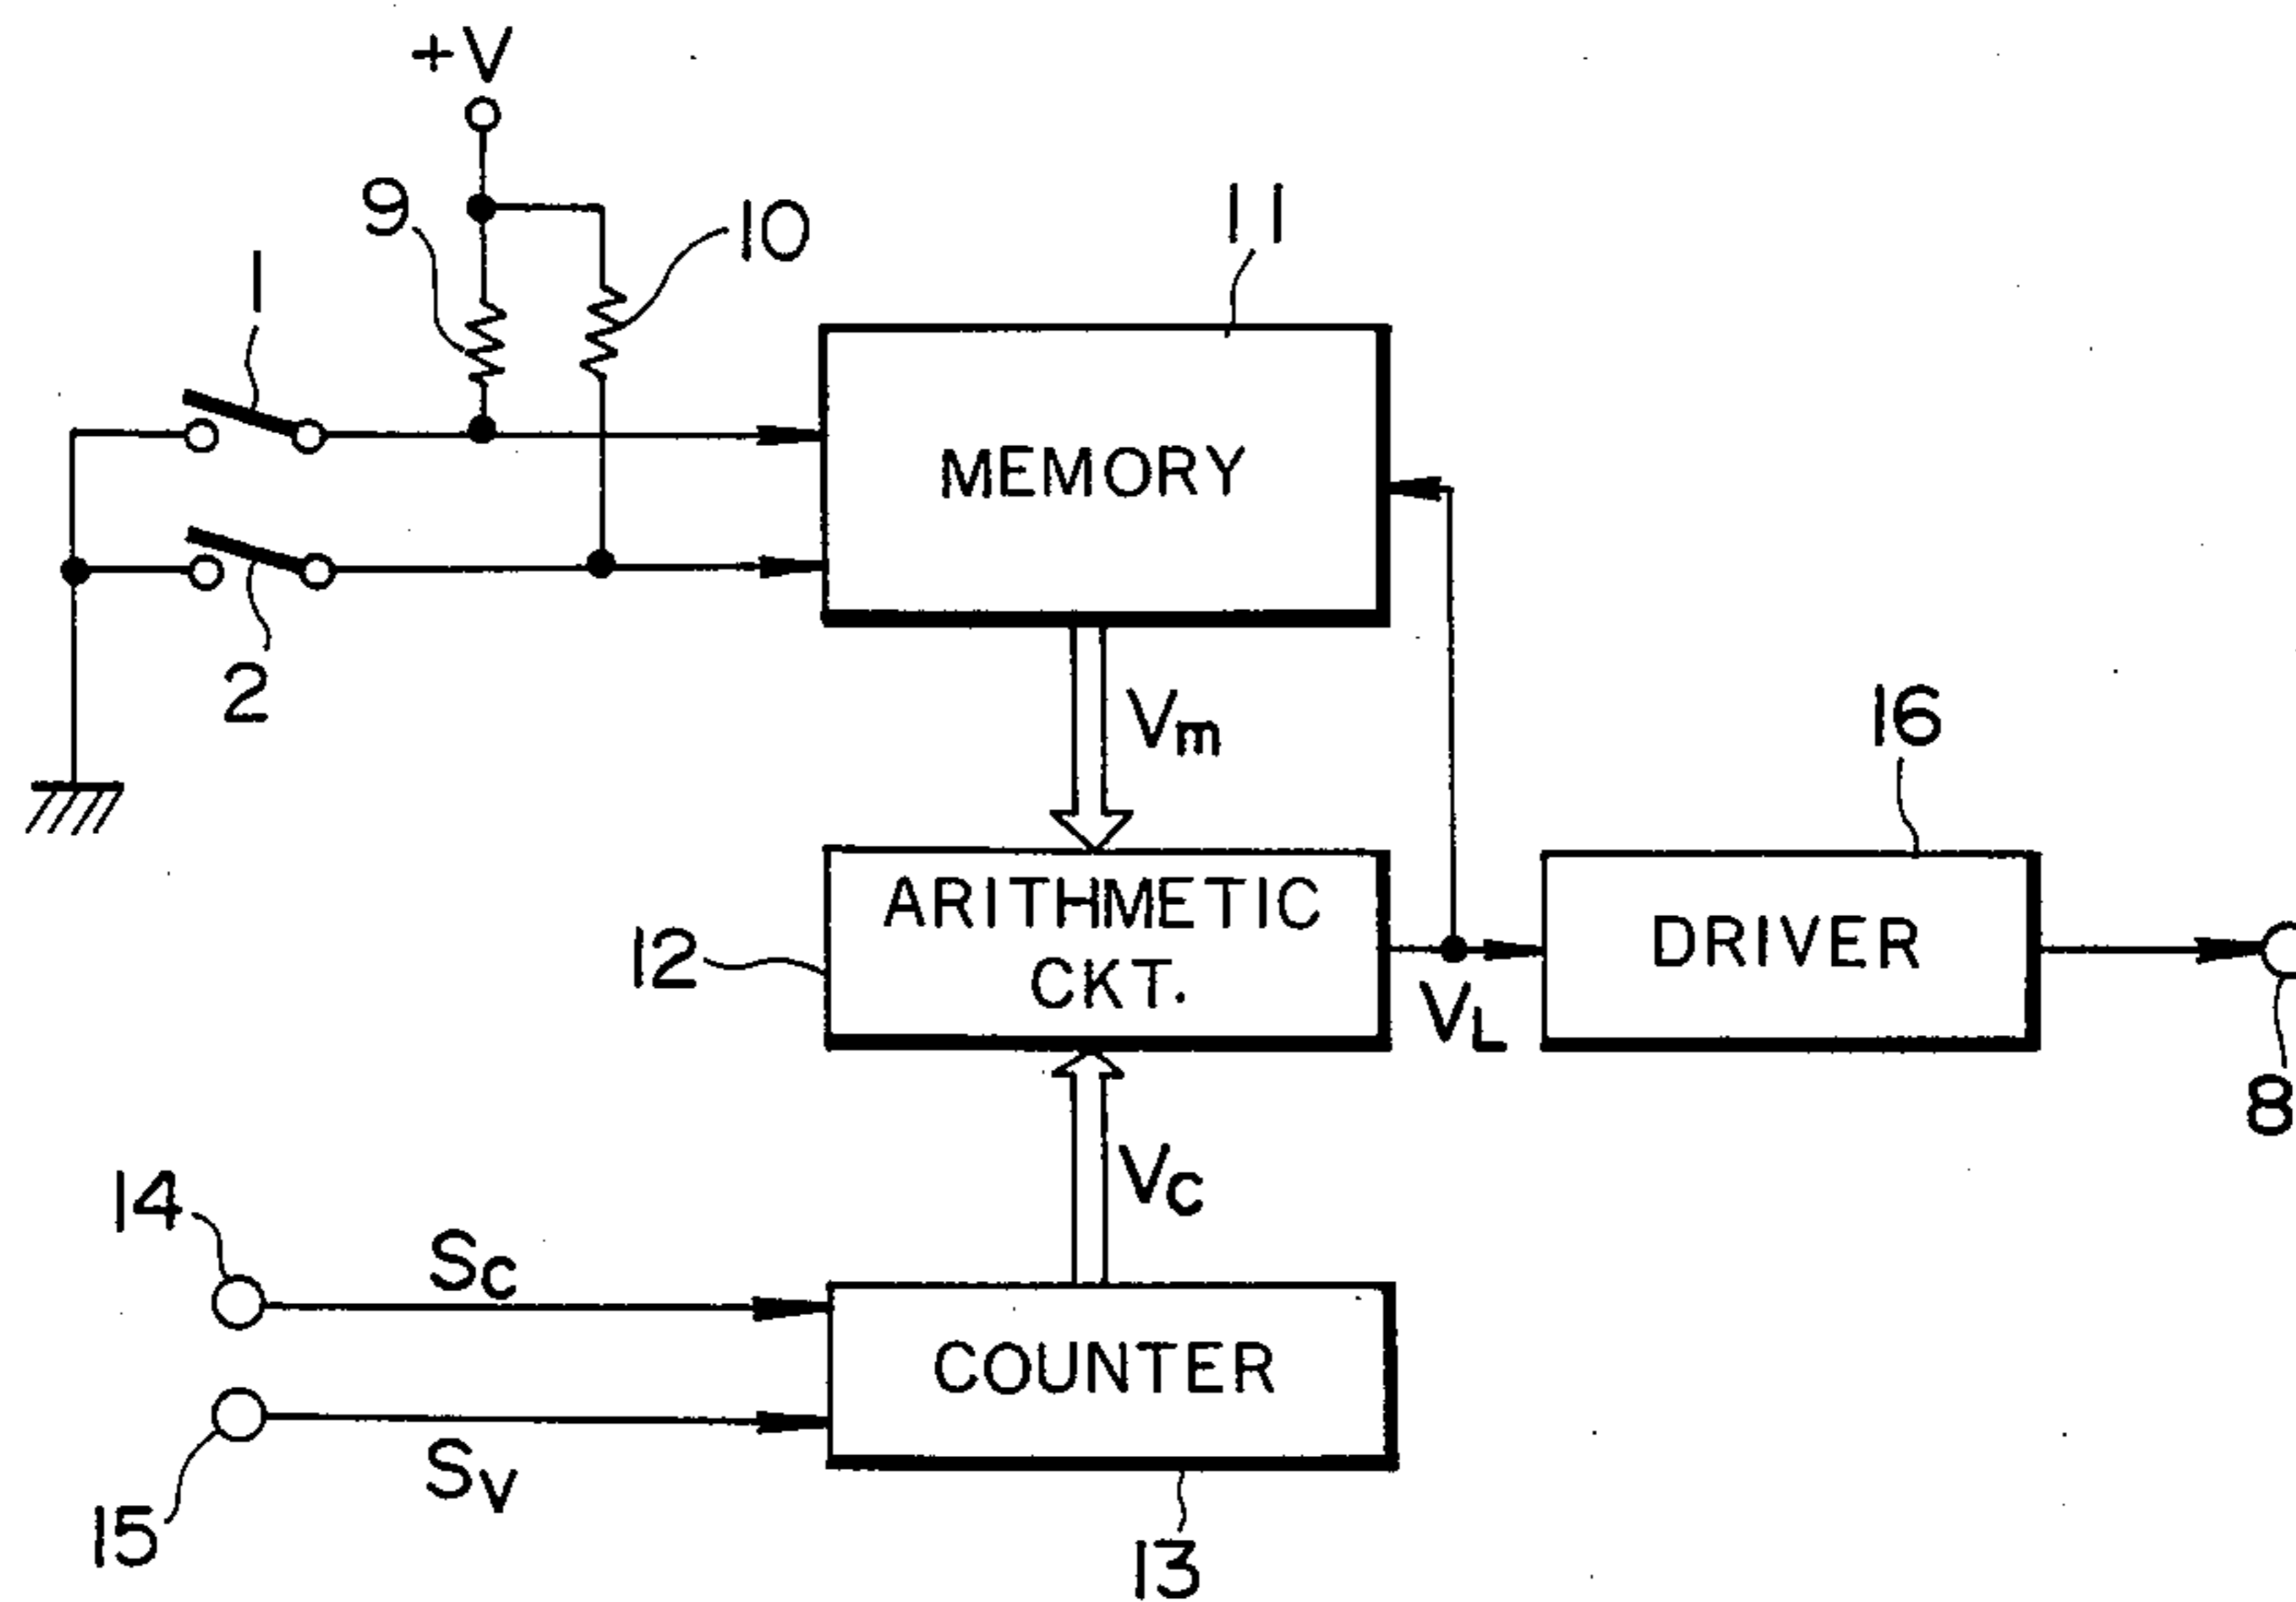 +V
9
10
11
1
MEMORY
2
Vm
16
ARITHMETIC
CKT.
DRIVER
12
VL
8
VC
14
SC
COUNTER
SV
15
13